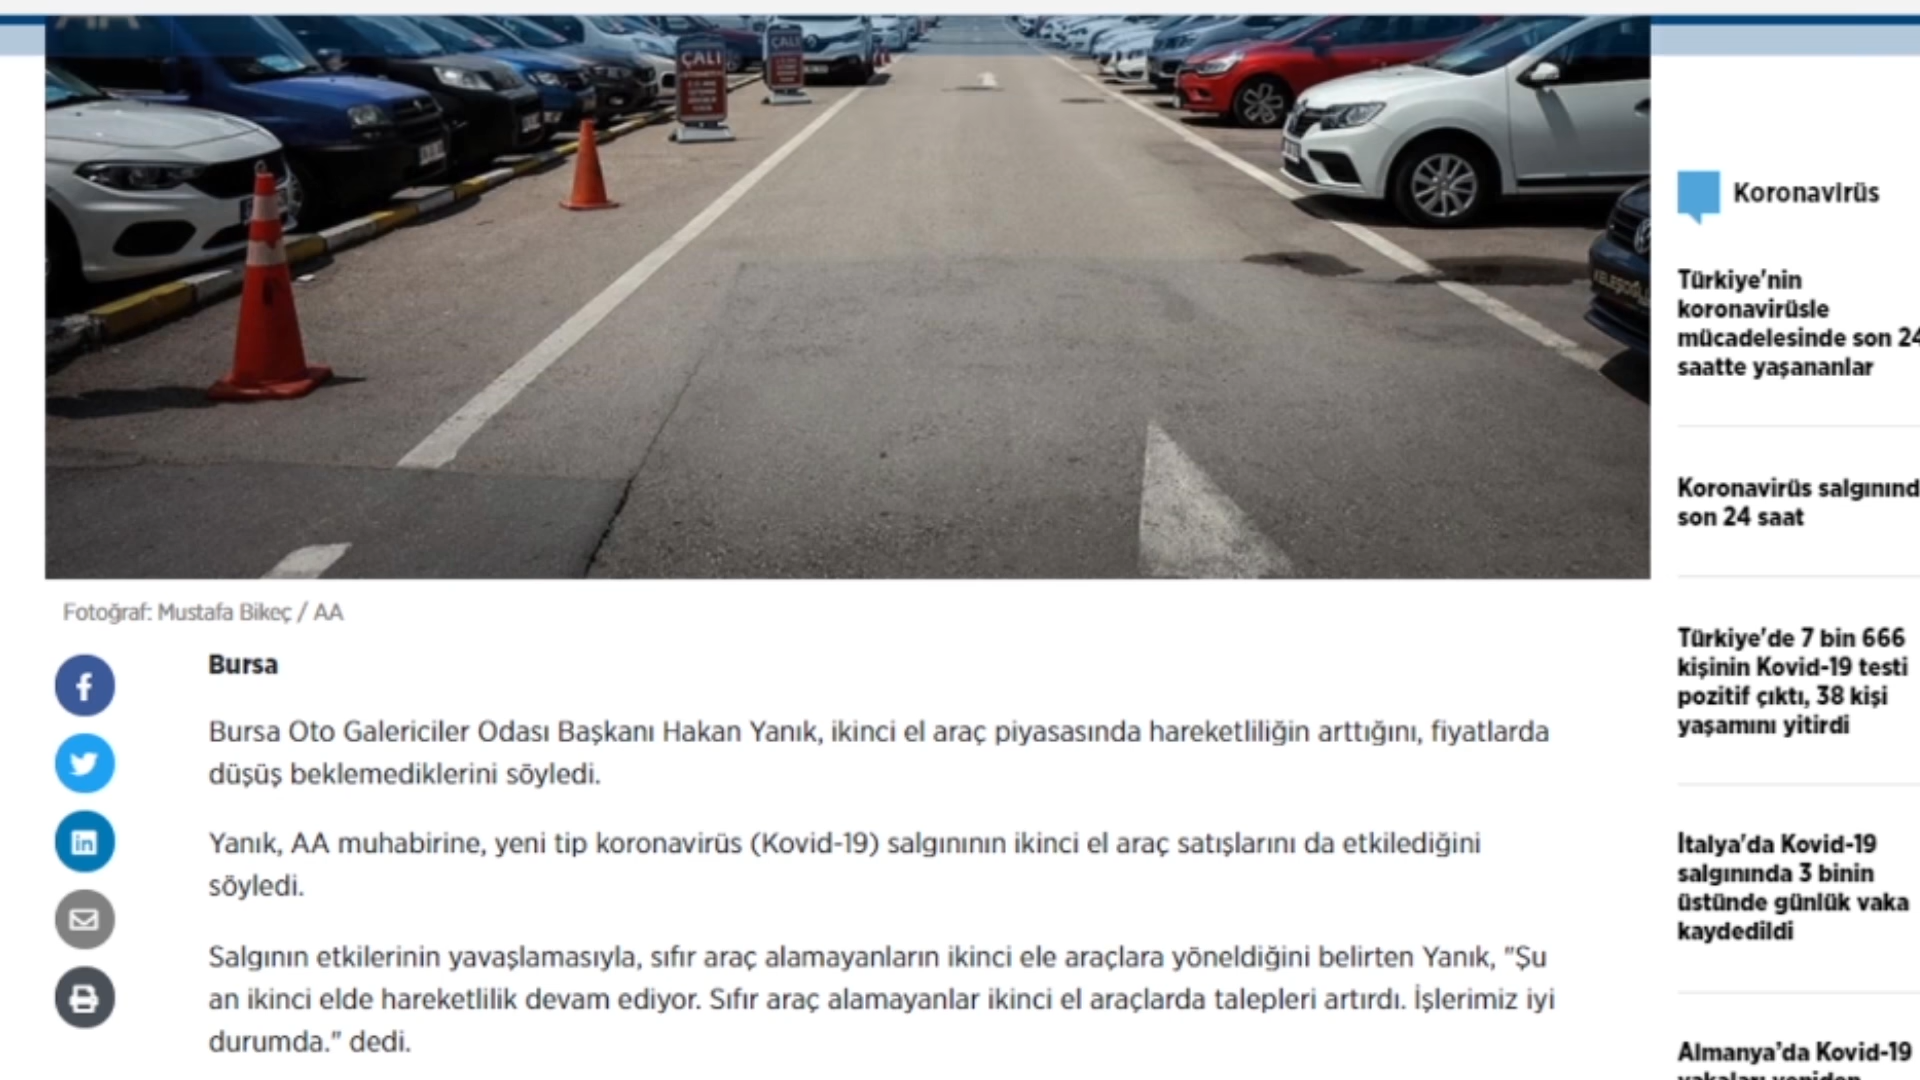 ÇALI
ÇALI
Fotoğraf: Mustafa Bikeç / AA
Bursa
Bursa Oto Galericiler Odası Başkanı Hakan Yanık, ikinci el araç piyasasında hareketliliğin arttığını, fiyatlarda
düşüş beklemediklerini söyledi.
Yanık, AA muhabirine, yeni tip koronavirüs (Kovid-19) salgınının ikinci el araç satışlarını da etkilediğini
söyledi.
Salgının etkilerinin yavaşlamasıyla, sıfır araç alamayanların ikinci ele araçlara yöneldiğini belirten Yanık, "Şu
an ikinci elde hareketlilik devam ediyor. Sıfır araç alamayanlar ikinci el araçlarda talepleri artırdı. İşlerimiz iyi
durumda." dedi.
Koronavirüs
Türkiye'nin
koronavirüsle
mücadelesinde son 24
saatte yaşananlar
Koronavirüs salgınınd
son 24 saat
Türkiye'de 7 bin 666
kişinin Kovid-19 testi
pozitif çıktı, 38 kişi
yaşamını yitirdi
İtalya'da Kovid-19
salgınında 3 binin
üstünde günlük vaka
kaydedildi
Almanya'da Kovid-19
vakaları yeniden